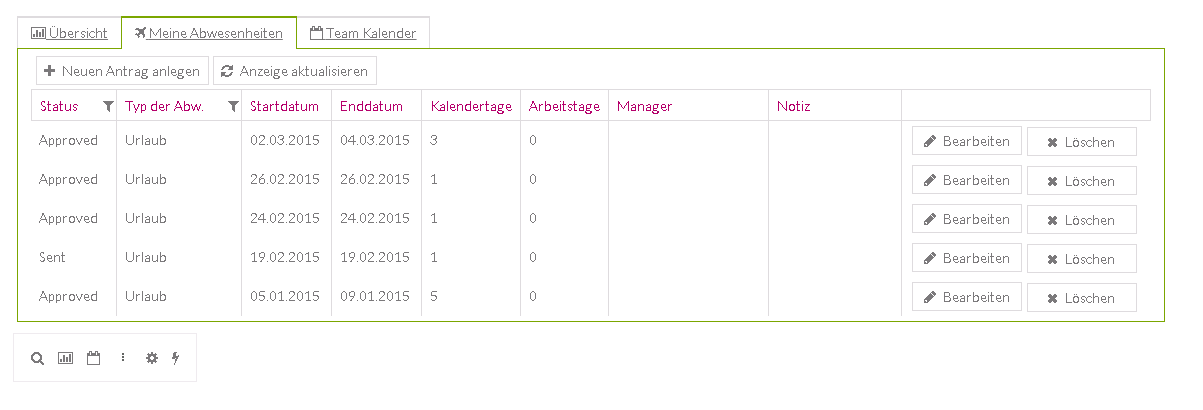 Übersicht Meine Abwesenheiten Team Kalender
Neuen Antrag anlegen Anzeige aktualisieren
Status Typ der Abw. Startdatum Enddatum Kalendertage Arbeitstage Manager Notiz
Approved Urlaub 02.03.2015 04.03.2015 3 0 Bearbeiten Löschen
Approved Urlaub 26.02.2015 26.02.2015 1 0 Bearbeiten Löschen
Approved Urlaub 24.02.2015 24.02.2015 1 0 Bearbeiten Löschen
Sent Urlaub 19.02.2015 19.02.2015 1 0 Bearbeiten Löschen
Approved Urlaub 05.01.2015 09.01.2015 5 0 Bearbeiten Löschen